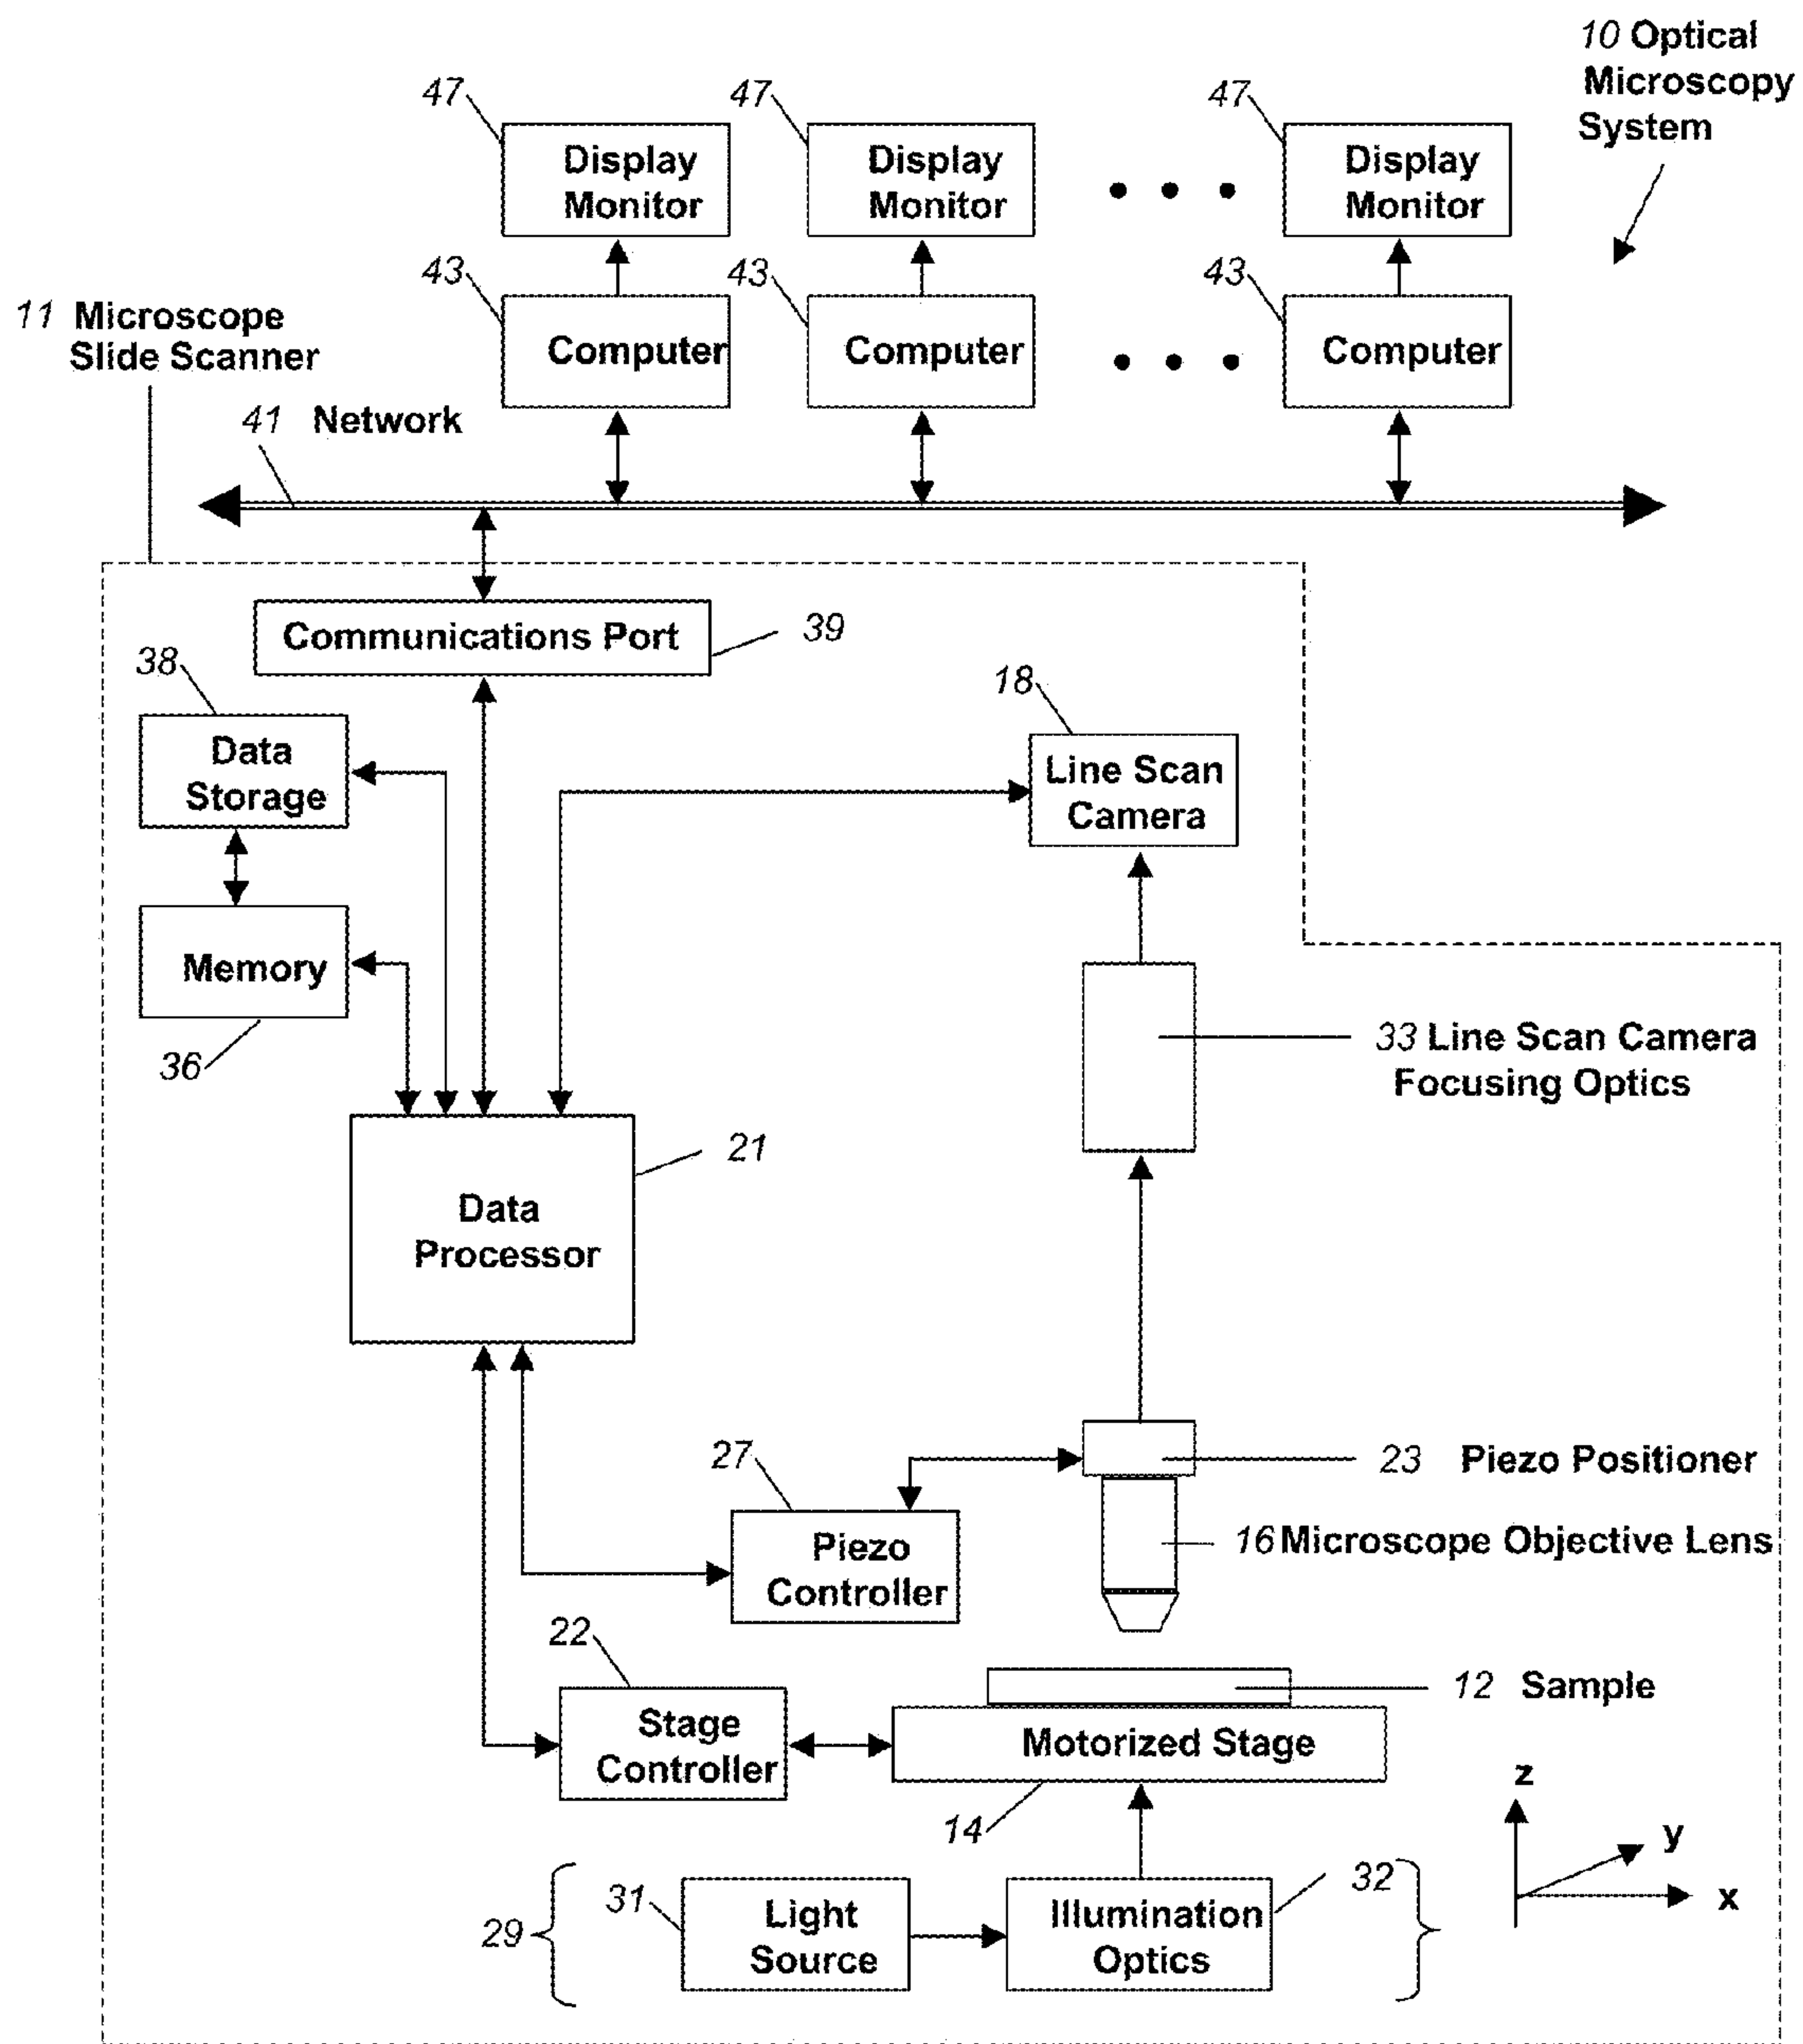 10 Optical
Microscopy
System
47 47 47
Display Monitor
Display Monitor
Display Monitor
43 43 43
Computer Computer Computer
11 Microscope
Slide Scanner
41 Network
Communications Port 39
38
Data
Storage
18
Line Scan
Camera
Memory
36
33 Line Scan Camera
Focusing Optics
21
Data
Processor
27
Piezo
Controller
23 Piezo Positioner
16 Microscope Objective Lens
22
Stage
Controller
12 Sample
Motorized Stage
14
z
y
x
29
31
Light
Source
32
Illumination
Optics